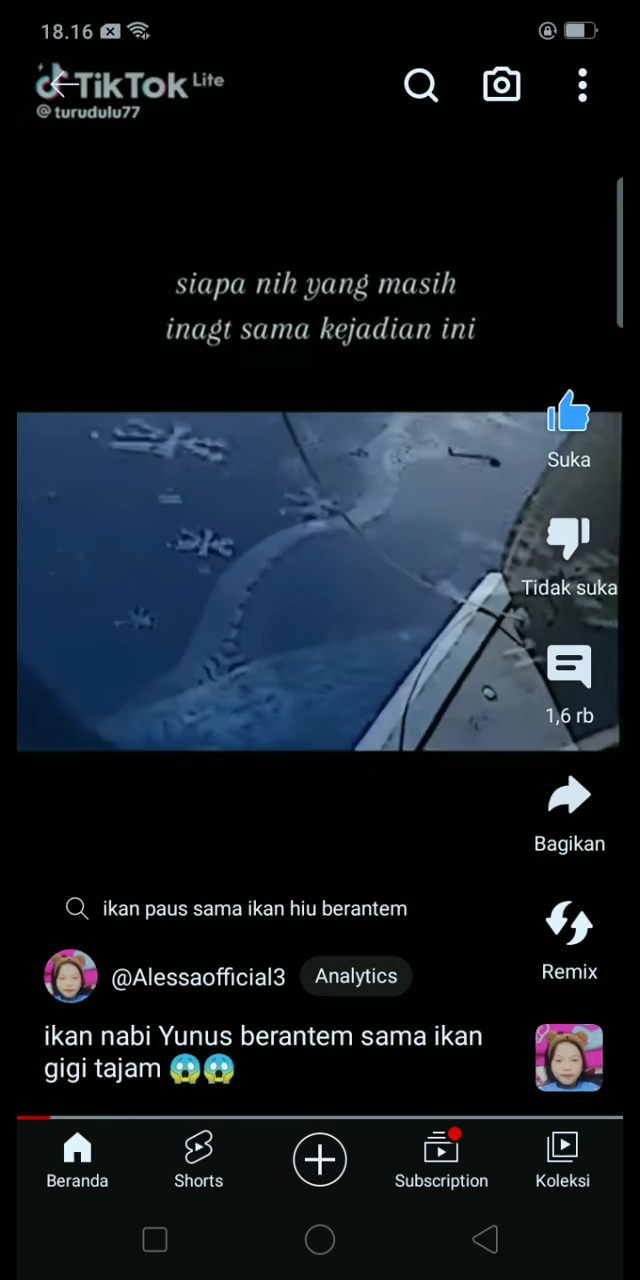 18.16
TikTok Lite
@turudulu77
siapa nih yang masih
inagt sama kejadian ini
Suka
Tidak suka
1,6 rb
Bagikan
ikan paus sama ikan hiu berantem
@Alessaofficial3 Analytics
Remix
ikan nabi Yunus berantem sama ikan
gigi tajam 😱😱
Beranda
Shorts
Subscription
Koleksi